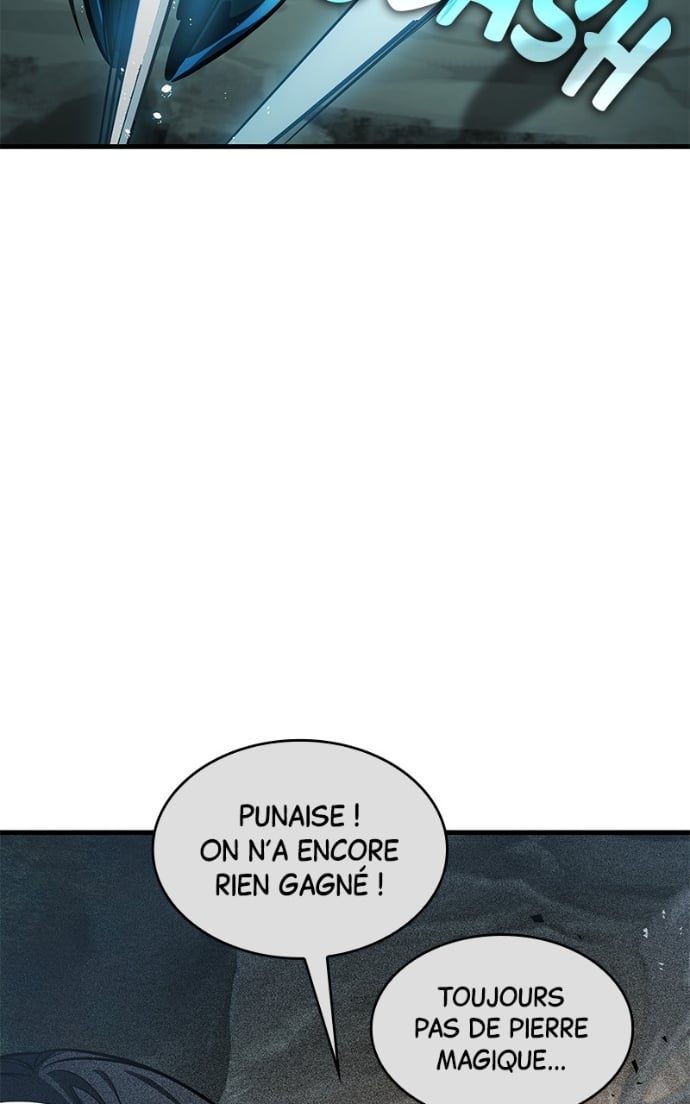 PUNAISE !
ON N'A ENCORE
RIEN GAGNÉ !
TOUJOURS
PAS DE PIERRE
MAGIQUE...